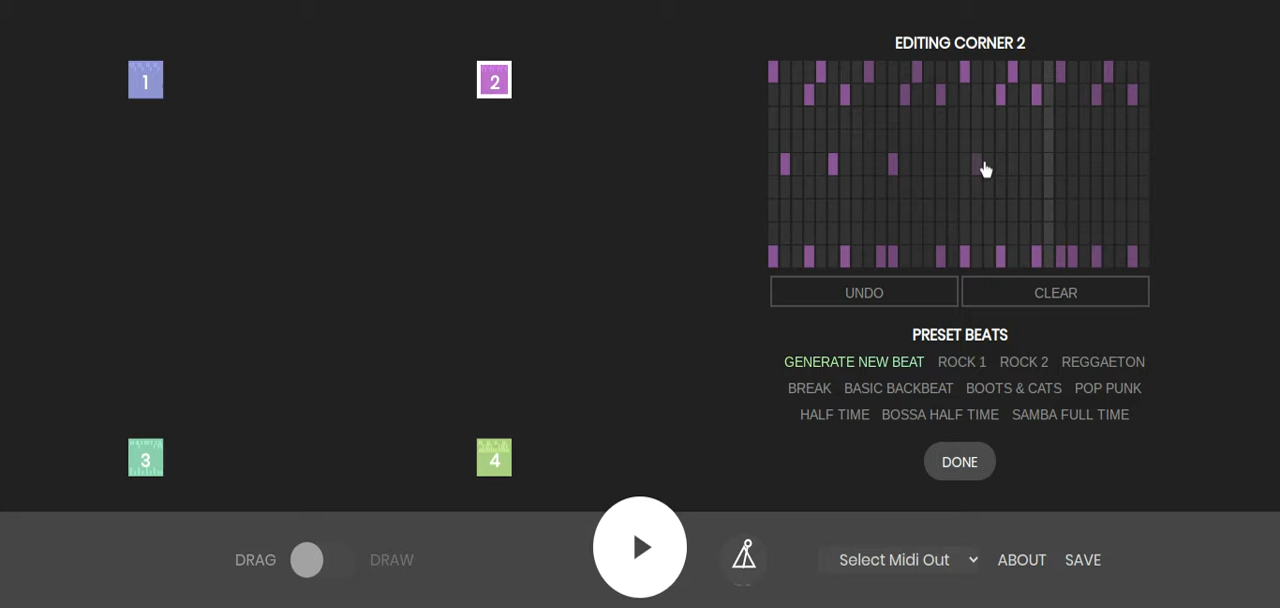 EDITING CORNER 2
1
2
UNDO CLEAR
PRESET BEATS
GENERATE NEW BEAT ROCK 1 ROCK 2 REGGAETON
BREAK BASIC BACKBEAT BOOTS & CATS POP PUNK
HALF TIME BOSSA HALF TIME SAMBA FULL TIME
3
4
DONE
DRAG DRAW Select Midi Out ABOUT SAVE